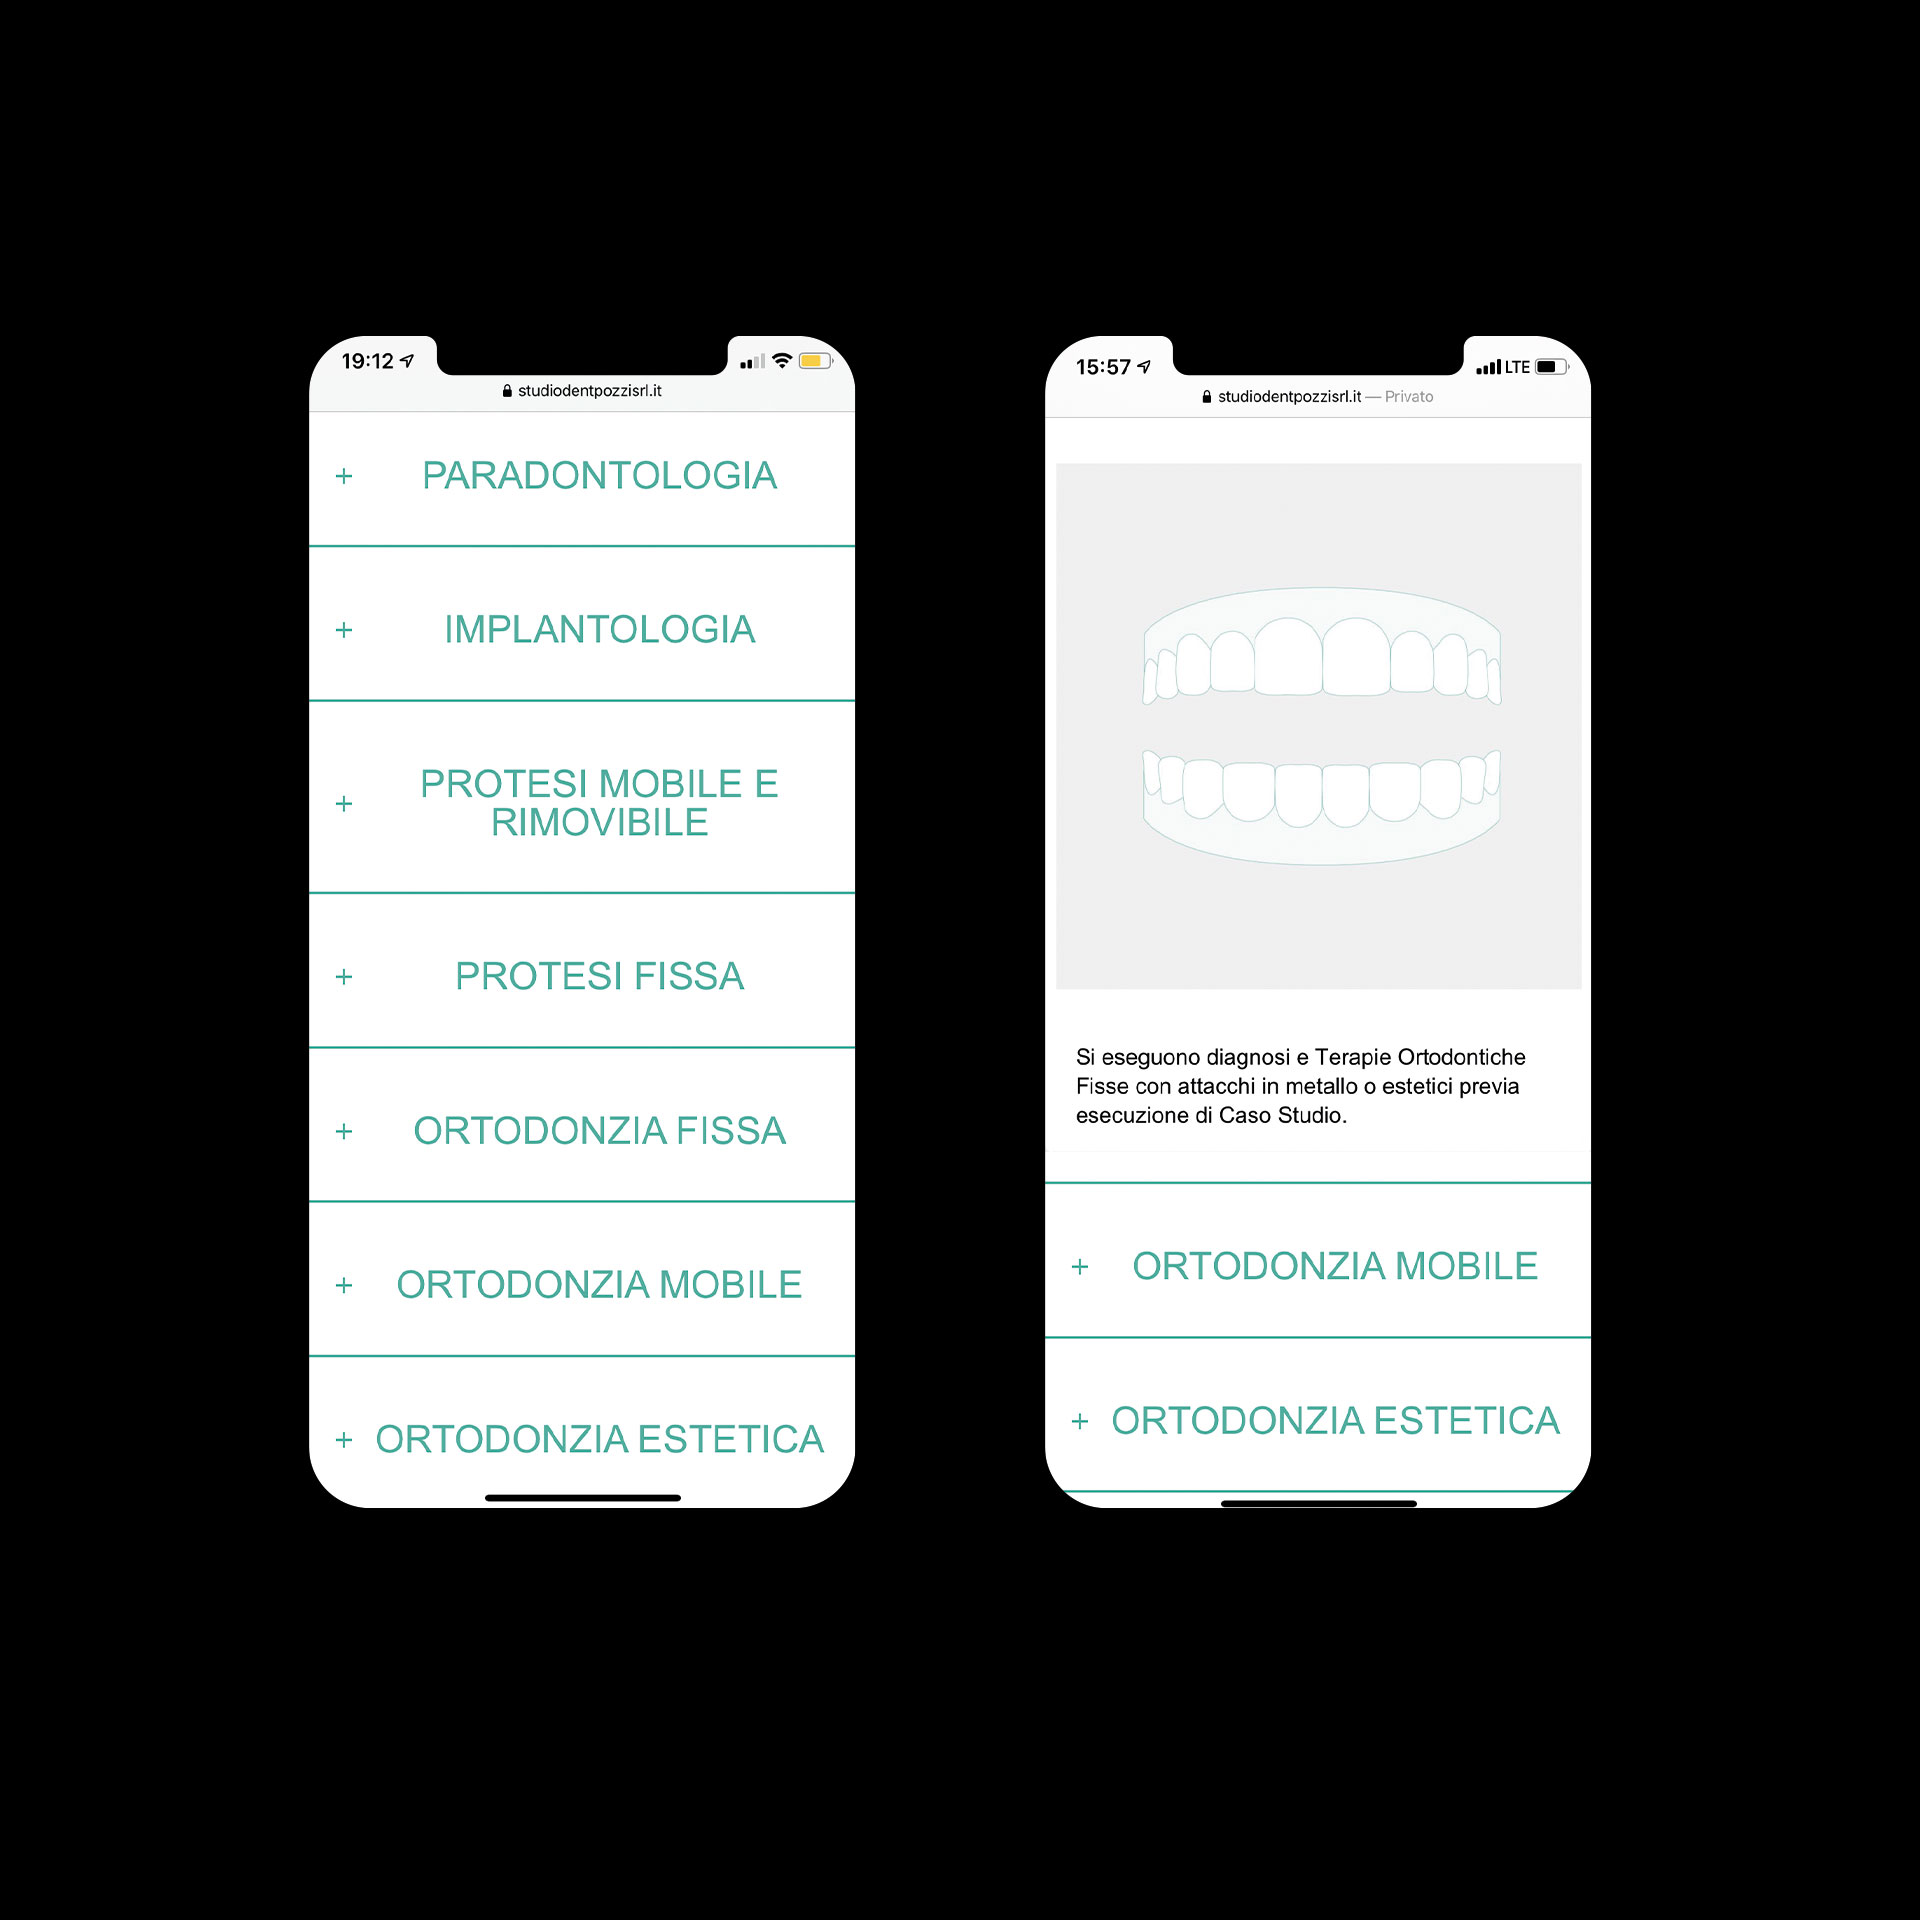 19:12
studiodentpozzisrl.it
+ PARADONTOLOGIA
+ IMPLANTOLOGIA
+ PROTESI MOBILE E
RIMOVIBILE
+ PROTESI FISSA
+ ORTODONZIA FISSA
+ ORTODONZIA MOBILE
+ ORTODONZIA ESTETICA
15:57 LTE
studiodentpozzisrl.it — Privato
Si eseguono diagnosi e Terapie Ortodontiche
Fisse con attacchi in metallo o estetici previa
esecuzione di Caso Studio.
+ ORTODONZIA MOBILE
+ ORTODONZIA ESTETICA